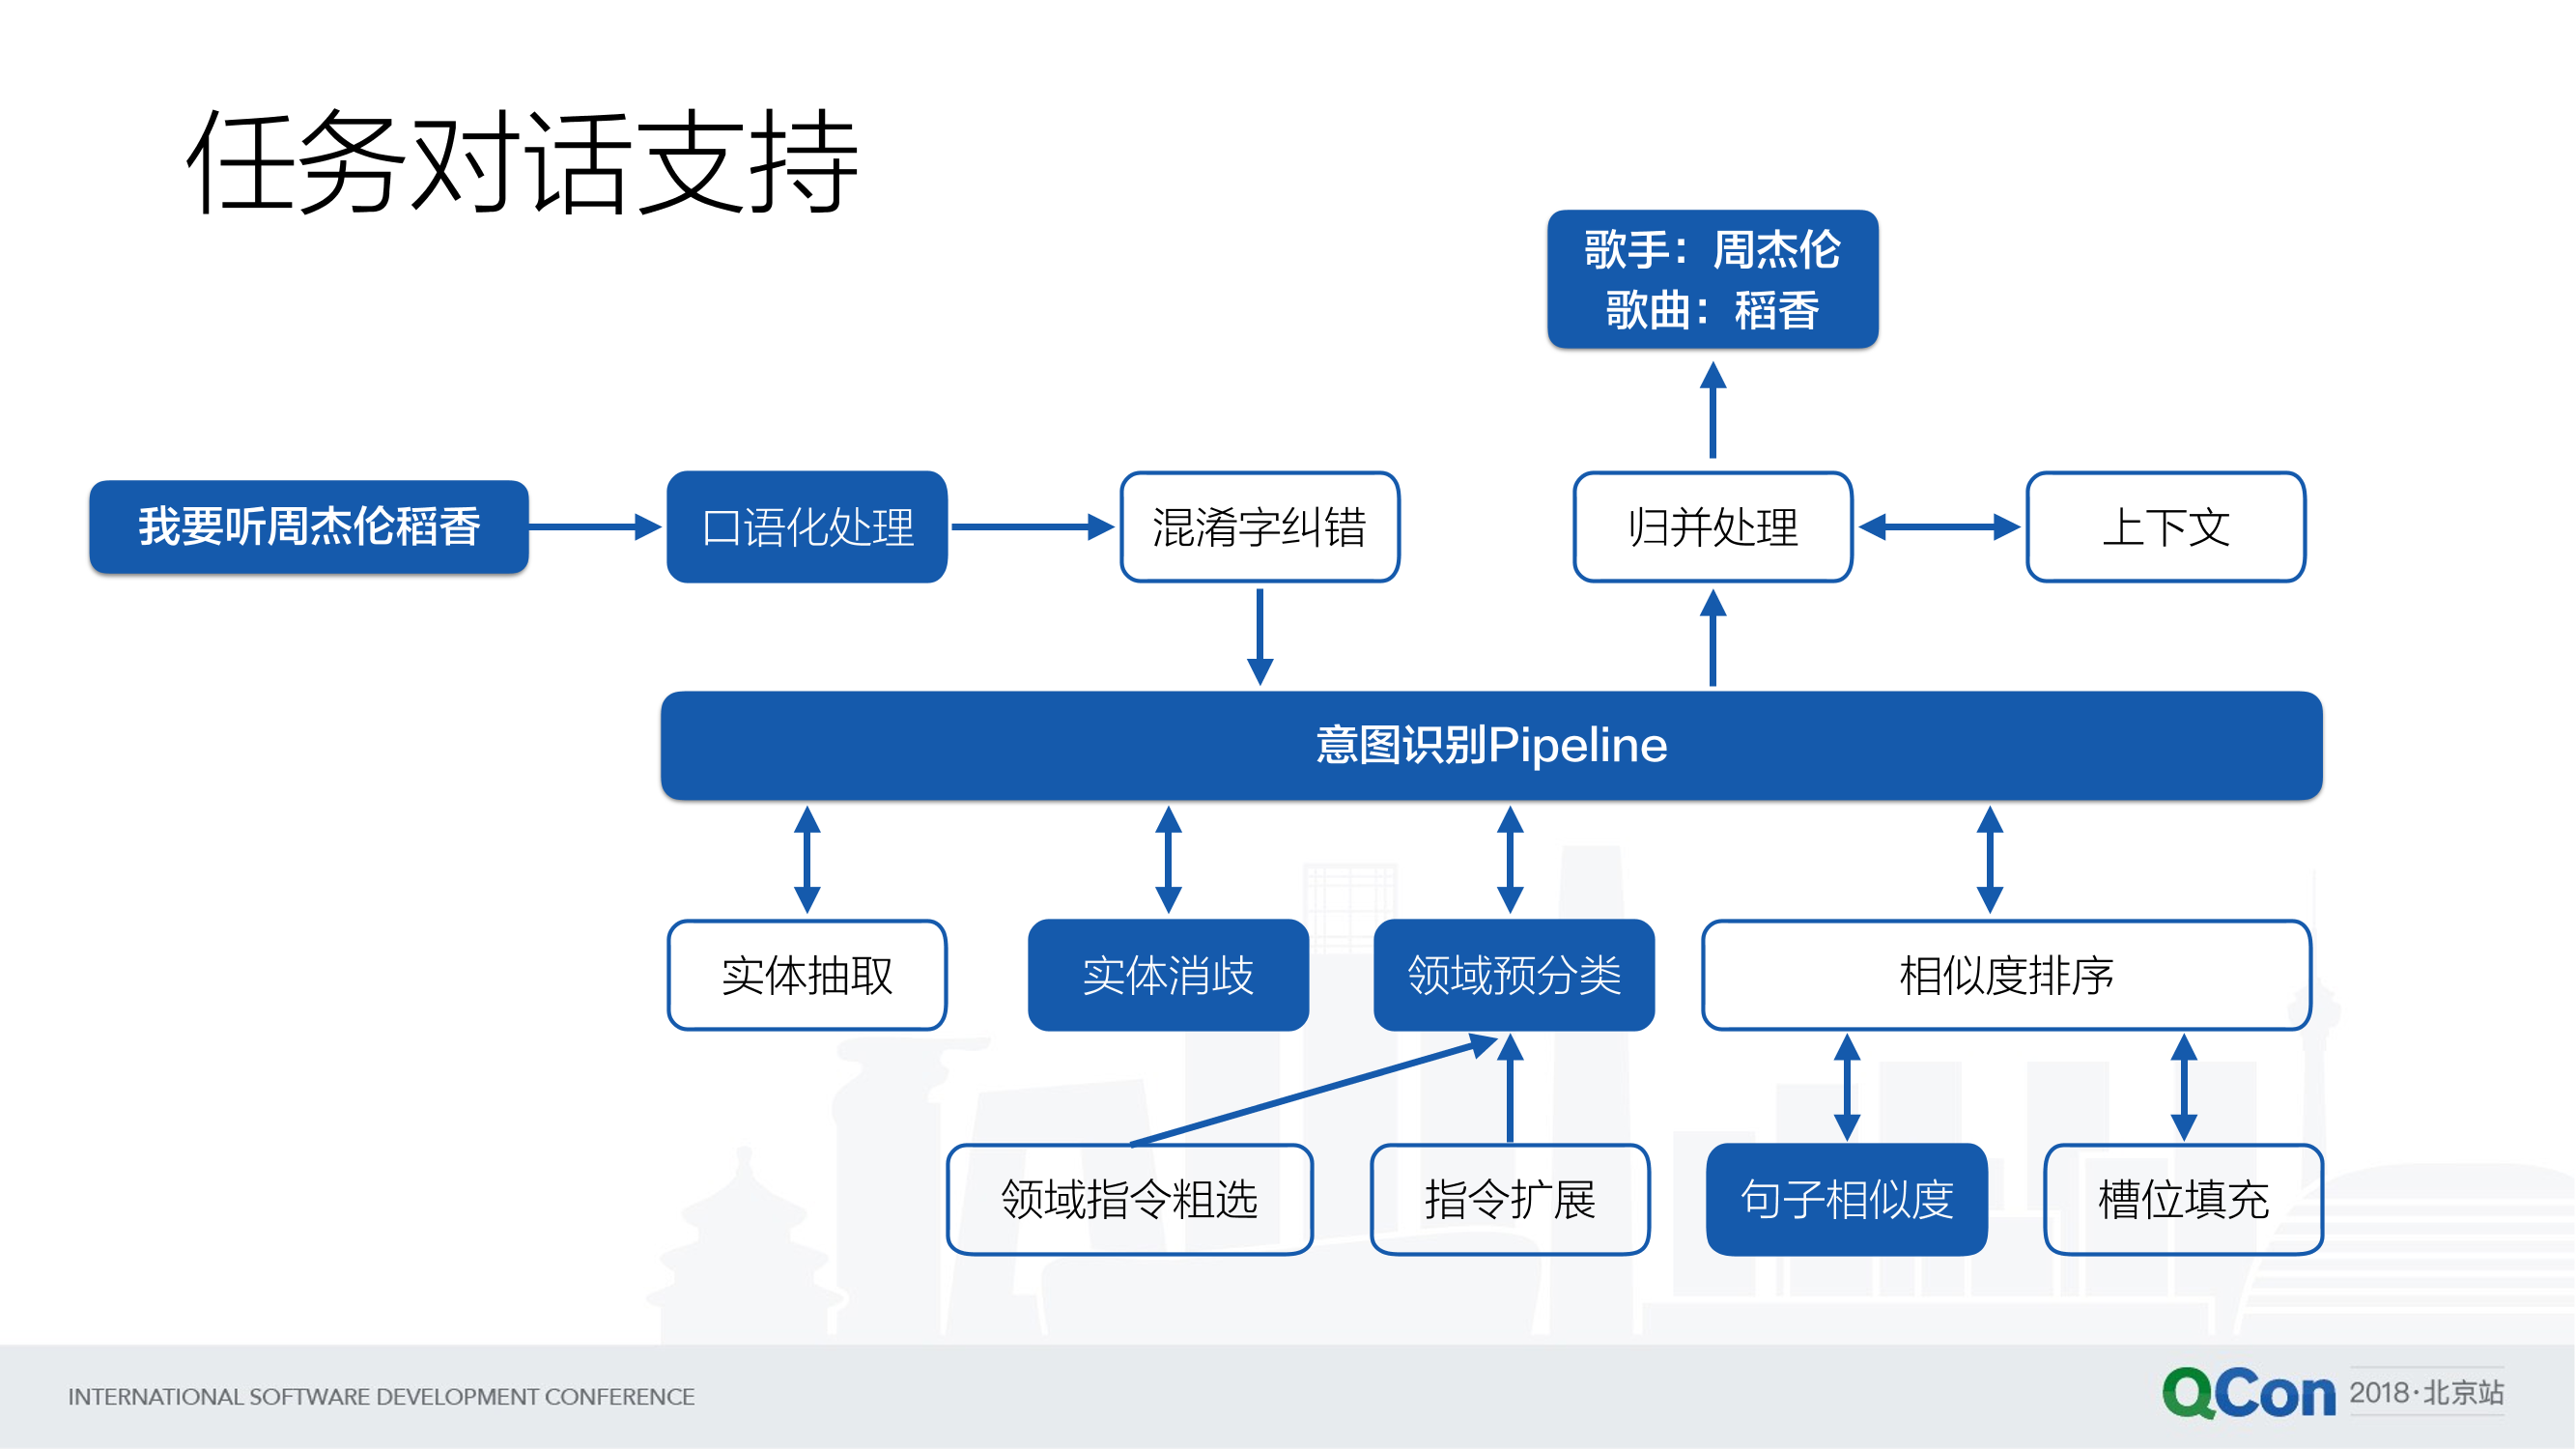 任务对话支持
歌手：周杰伦
歌曲：稻香
我要听周杰伦稻香
口语化处理
混淆字纠错
归并处理
上下文
意图识别Pipeline
实体抽取
实体消歧
领域预分类
相似度排序
领域指令粗选
指令扩展
句子相似度
槽位填充
INTERNATIONAL SOFTWARE DEVELOPMENT CONFERENCE
QCon 2018·北京站